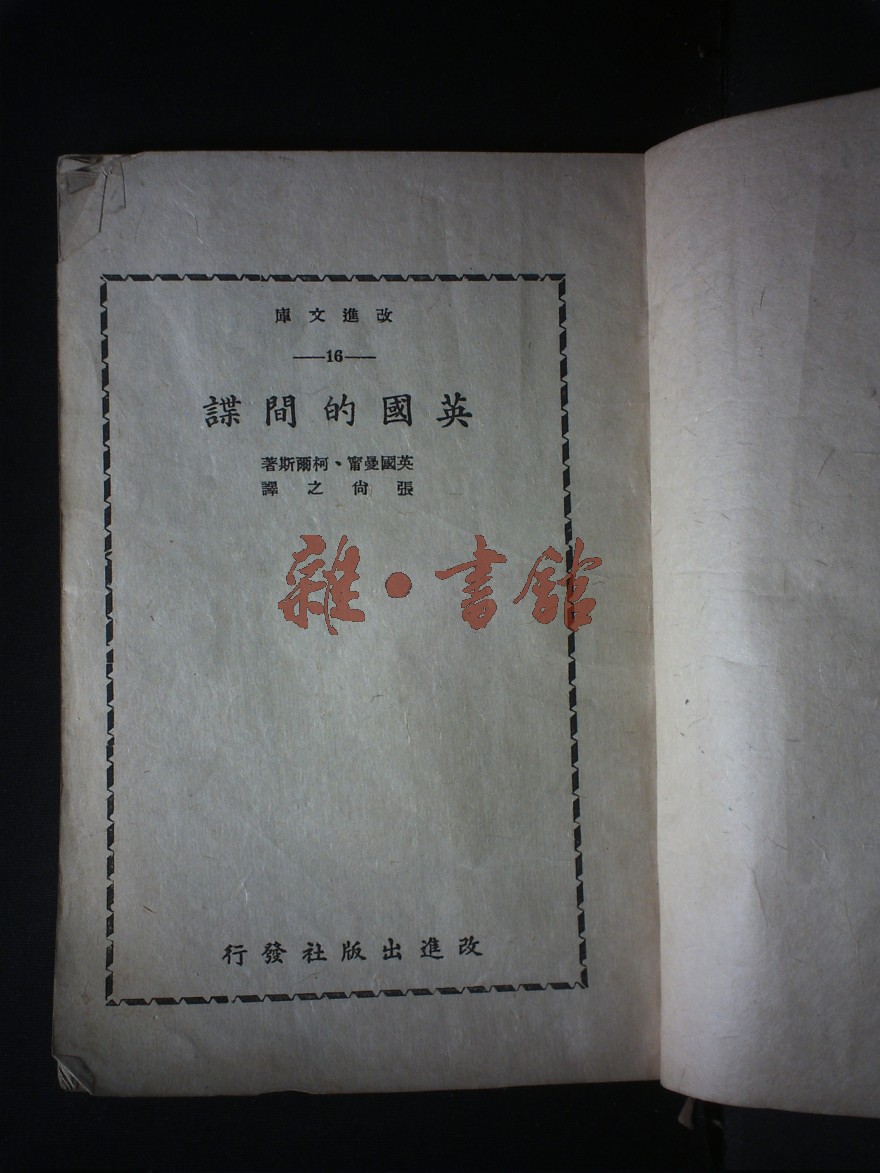 改進文庫
—16—
英國的間諜
英國曼甯、柯爾斯著
張尙之譯
雜·書館
改進出版社發行